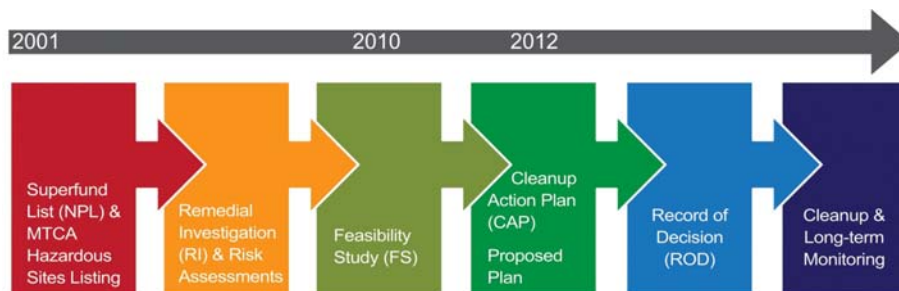 2001 2010 2012
Superfund
List (NPL) &
MTCA
Hazardous
Sites Listing
Remedial
Investigation
(RI) & Risk
Assessments
Feasibility
Study (FS)
Cleanup
Action Plan
(CAP)
Proposed
Plan
Record of
Decision
(ROD)
Cleanup &
Long-term
Monitoring